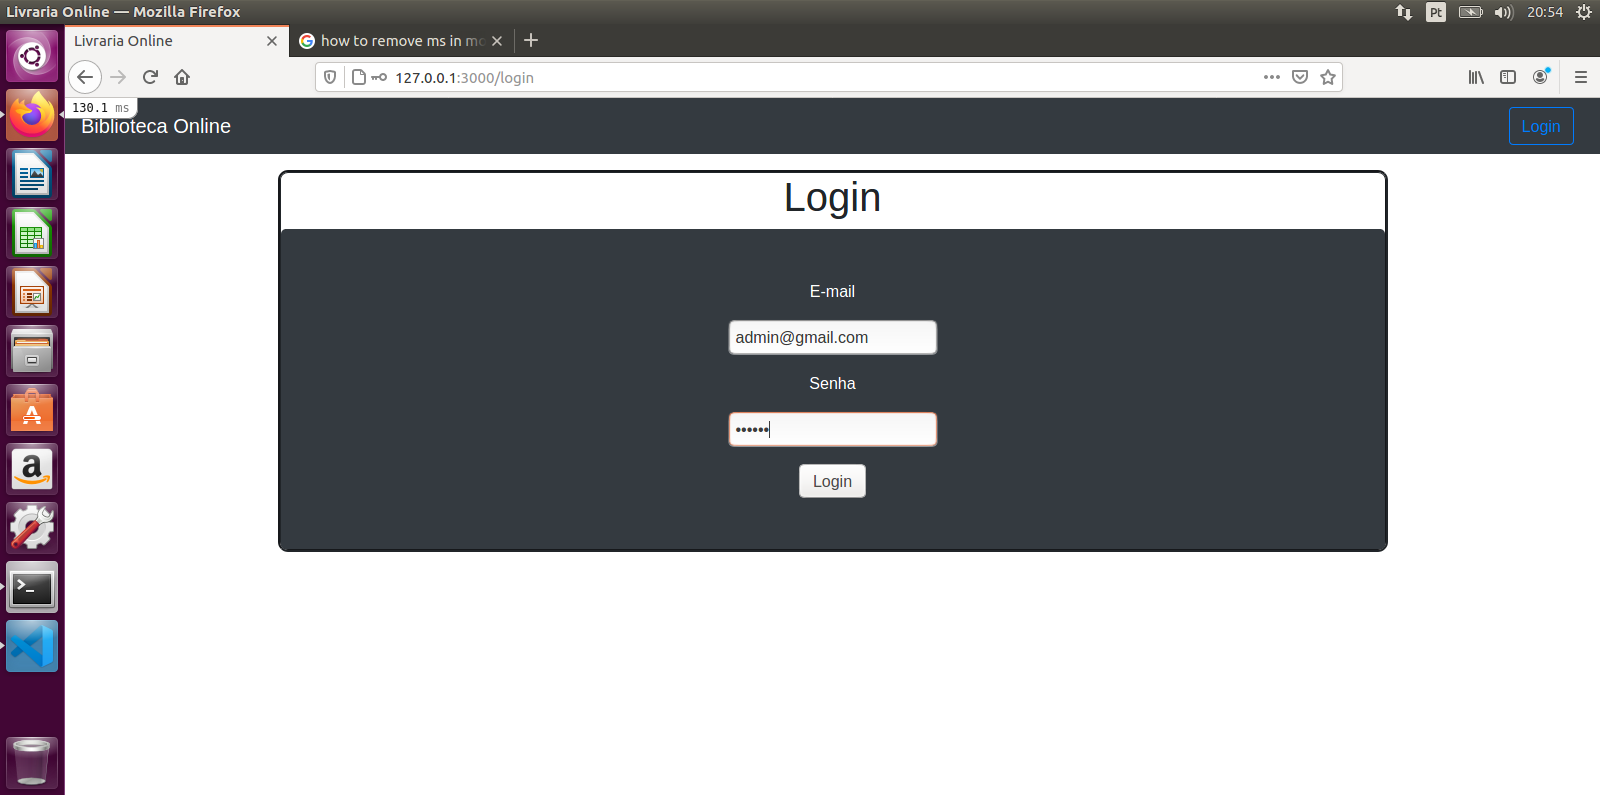 Livraria Online — Mozilla Firefox
Pt
20:54
Livraria Online
how to remove ms in mo
127.0.0.1:3000/login
130.1 ms
Biblioteca Online
Login
Login
E-mail
admin@gmail.com
Senha
••••••
Login